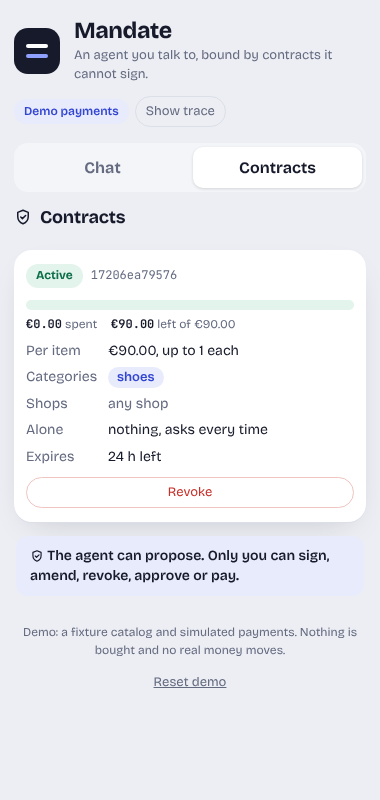 Mandate
An agent you talk to, bound by contracts it
cannot sign.
Demo payments
Show trace
Chat
Contracts
Contracts
Active 17206ea79576
€0.00 spent €90.00 left of €90.00
Per item €90.00, up to 1 each
Categories shoes
Shops any shop
Alone nothing, asks every time
Expires 24 h left
Revoke
The agent can propose. Only you can sign,
amend, revoke, approve or pay.
Demo: a fixture catalog and simulated payments. Nothing is
bought and no real money moves.
Reset demo